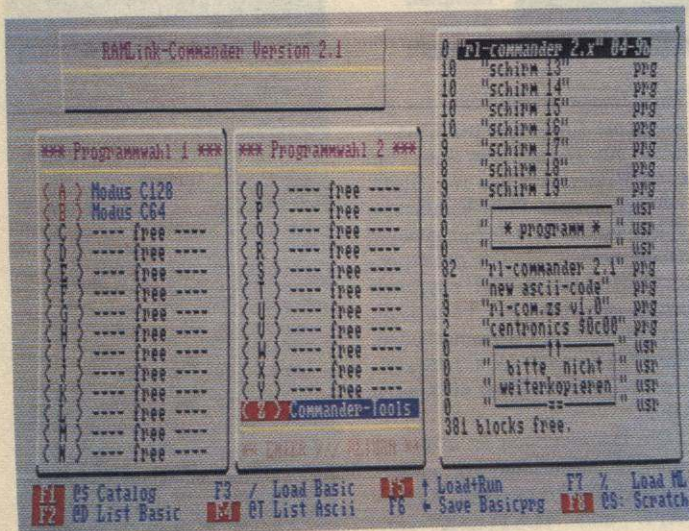 RAMLink-Commander Version 2.1
*** Programmwahl 1 ***
( A ) Modus C128
( B ) Modus C64
( C ) ---- free ----
( D ) ---- free ----
( E ) ---- free ----
( F ) ---- free ----
( G ) ---- free ----
( H ) ---- free ----
( I ) ---- free ----
( J ) ---- free ----
( K ) ---- free ----
( L ) ---- free ----
( M ) ---- free ----
( N ) ---- free ----
*** Programmwahl 2 ***
( O ) ---- free ----
( P ) ---- free ----
( Q ) ---- free ----
( R ) ---- free ----
( S ) ---- free ----
( T ) ---- free ----
( U ) ---- free ----
( V ) ---- free ----
( W ) ---- free ----
( X ) ---- free ----
( Y ) ---- free ----
( Z ) Commander-Tools
0 "rl-commander 2.x" 04-9b
10 "schirm 13" prg
10 "schirm 14" prg
10 "schirm 15" prg
10 "schirm 16" prg
9 "schirm 17" prg
8 "schirm 18" prg
9 "schirm 19" prg
0 " " usr
0 " * programm * " usr
0 " " usr
82 "rl-commander 2.1" prg
1 "new ascii-code" prg
9 "rl-com.zs v1.0" prg
2 "centronics $0c00" prg
0 " " usr
0 " bitte nicht " usr
0 " weiterkopieren " usr
0 " == " usr
381 blocks free.
F1 @$ Catalog F3 / Load Basic F5 ↑ Load+Run F7 % Load ML
F2 @D List Basic F4 @T List Ascii F6 ← Save Basicprg F8 @S: Scratch